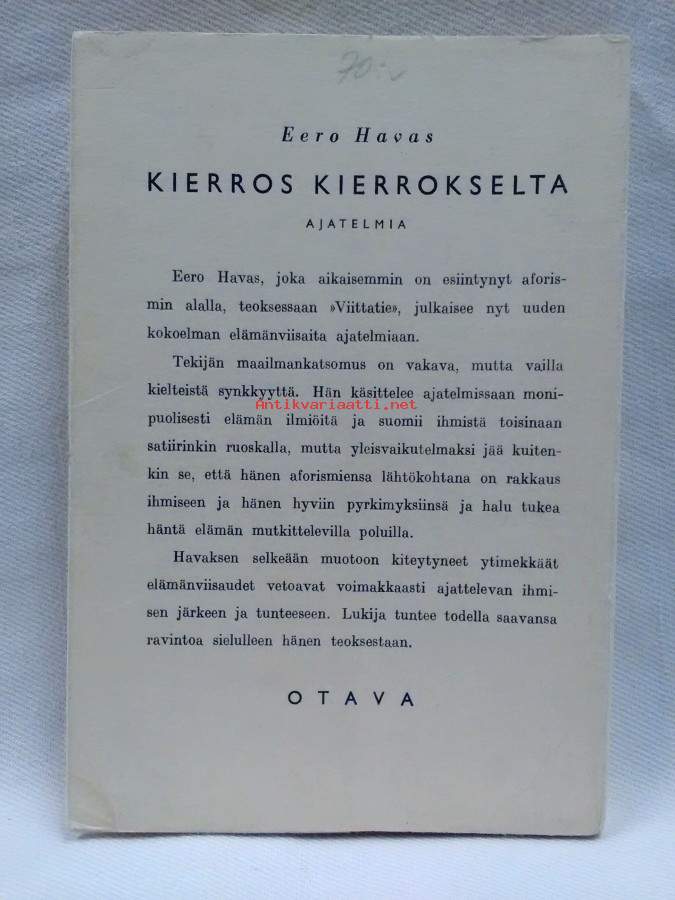 70:-
Eero Havas
KIERROS KIERROKSELTA
AJATELMIA
Eero Havas, joka aikaisemmin on esiintynyt aforis-
min alalla, teoksessaan »Viittatie», julkaisee nyt uuden
kokoelman elämänviisaita ajatelmiaan.
Tekijän maailmankatsomus on vakava, mutta vailla
kielteistä synkkyyttä. Hän käsittelee ajatelmissaan moni-
Antikvariaatti.net
puolisesti elämän ilmiöitä ja suomii ihmistä toisinaan
satiirinkin ruoskalla, mutta yleisvaikutelmaksi jää kuiten-
kin se, että hänen aforismiensa lähtökohtana on rakkaus
ihmiseen ja hänen hyviin pyrkimyksiinsä ja halu tukea
häntä elämän mutkittelevilla poluilla.
Havaksen selkeään muotoon kiteytyneet ytimekkäät
elämänviisaudet vetoavat voimakkaasti ajattelevan ihmi-
sen järkeen ja tunteeseen. Lukija tuntee todella saavansa
ravintoa sielulleen hänen teoksestaan.
OTAVA